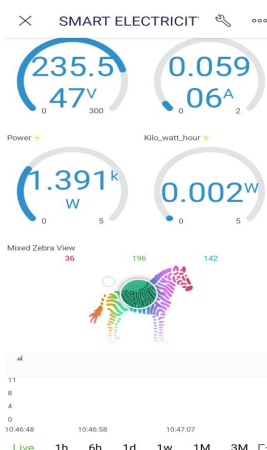 SMART ELECTRICIT
235.5
47V
0 300
0.059
06A
0 2
Power⚡
Kilo_watt_hour⚡
1.391k
W
0 5
0.002W
0 5
Mixed Zebra View
36 196 142
11
8
4
0
10:46:48 10:46:58 10:47:07
Live 1h 6h 1d 1w 1M 3M